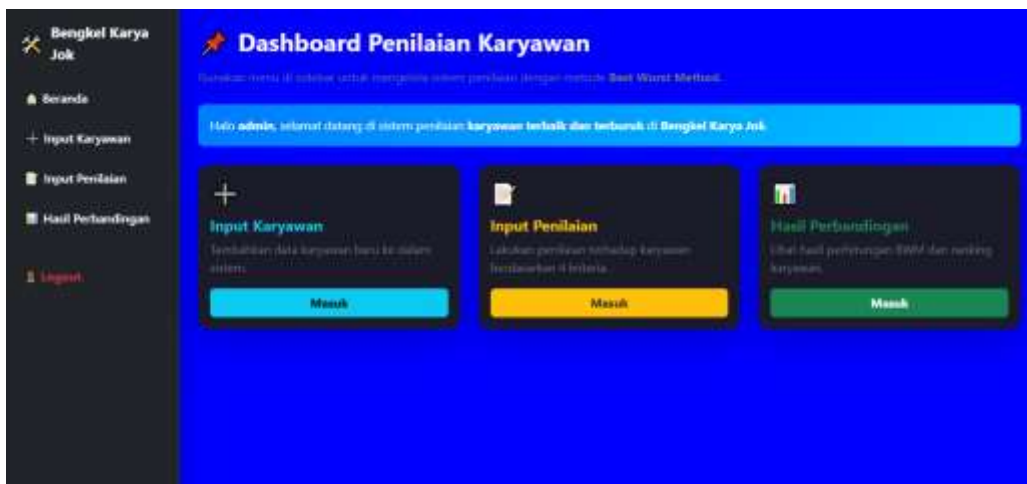 Bengkel Karya
Jok
Beranda
Input Karyawan
Input Penilaian
Hasil Perbandingan
Logout
Dashboard Penilaian Karyawan
Gunakan menu di sidebar untuk mengelola sistem penilaian dengan metode Best Worst Method.
Halo admin, selamat datang di sistem penilaian karyawan terbaik dan terburuk di Bengkel Karya Jok
Input Karyawan
Tambahkan data karyawan baru ke dalam
sistem.
Masuk
Input Penilaian
Lakukan penilaian terhadap karyawan
berdasarkan 4 kriteria.
Masuk
Hasil Perbandingan
Lihat hasil perhitungan BWM dan ranking
karyawan.
Masuk